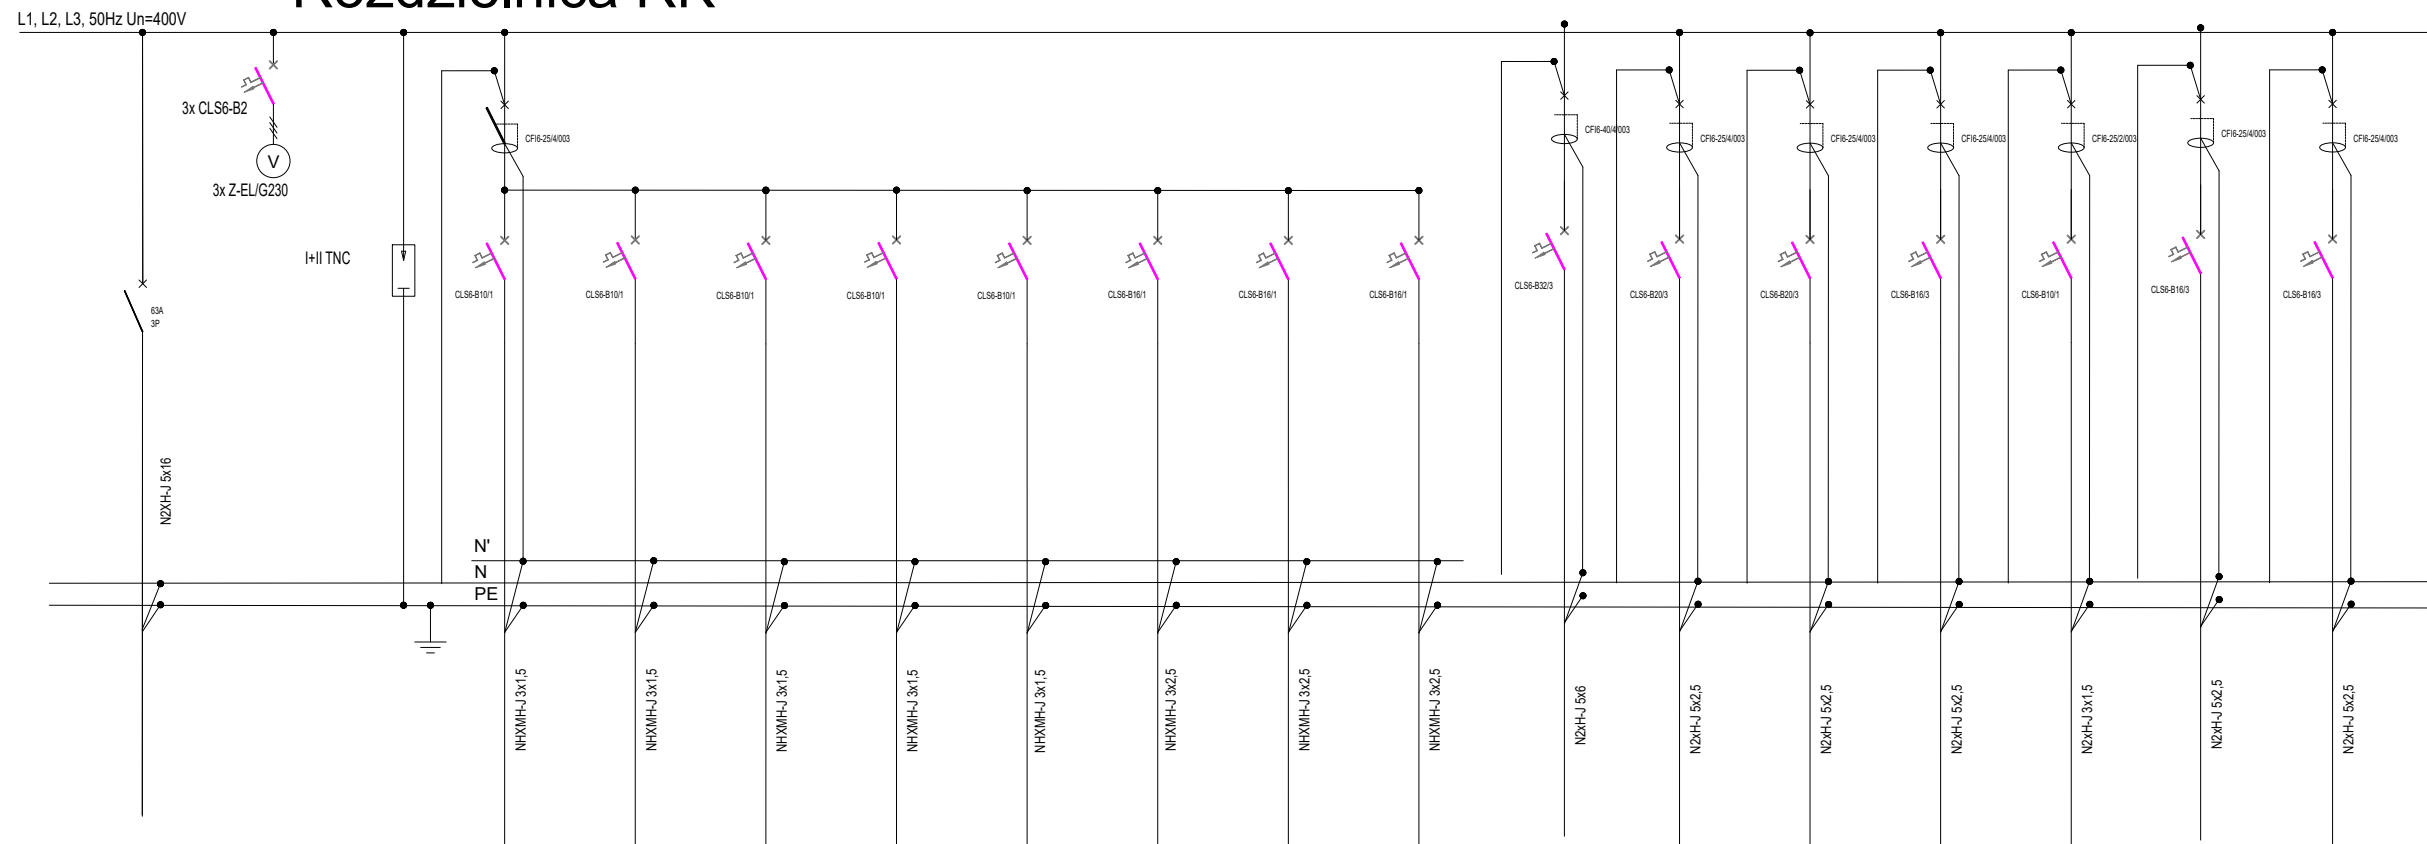 Rozdzielnica RK
L1, L2, L3, 50Hz Un=400V
3x CLS6-B2
V
3x Z-EL/G230
I+II TNC
63A
3P
N2XH-J 5x16
CFI6-25/4/003
CFI6-40/4/003
CFI6-25/4/003
CFI6-25/4/003
CFI6-25/4/003
CFI6-25/2/003
CFI6-25/4/003
CFI6-25/4/003
CLS6-B10/1
CLS6-B10/1
CLS6-B10/1
CLS6-B10/1
CLS6-B10/1
CLS6-B16/1
CLS6-B16/1
CLS6-B16/1
CLS6-B32/3
CLS6-B20/3
CLS6-B20/3
CLS6-B16/3
CLS6-B10/1
CLS6-B16/3
CLS6-B16/3
N'
N
PE
NHXMH-J 3x1,5
NHXMH-J 3x1,5
NHXMH-J 3x1,5
NHXMH-J 3x1,5
NHXMH-J 3x1,5
NHXMH-J 3x2,5
NHXMH-J 3x2,5
NHXMH-J 3x2,5
N2xH-J 5x6
N2xH-J 5x2,5
N2xH-J 5x2,5
N2xH-J 5x2,5
N2xH-J 3x1,5
N2xH-J 5x2,5
N2xH-J 5x2,5